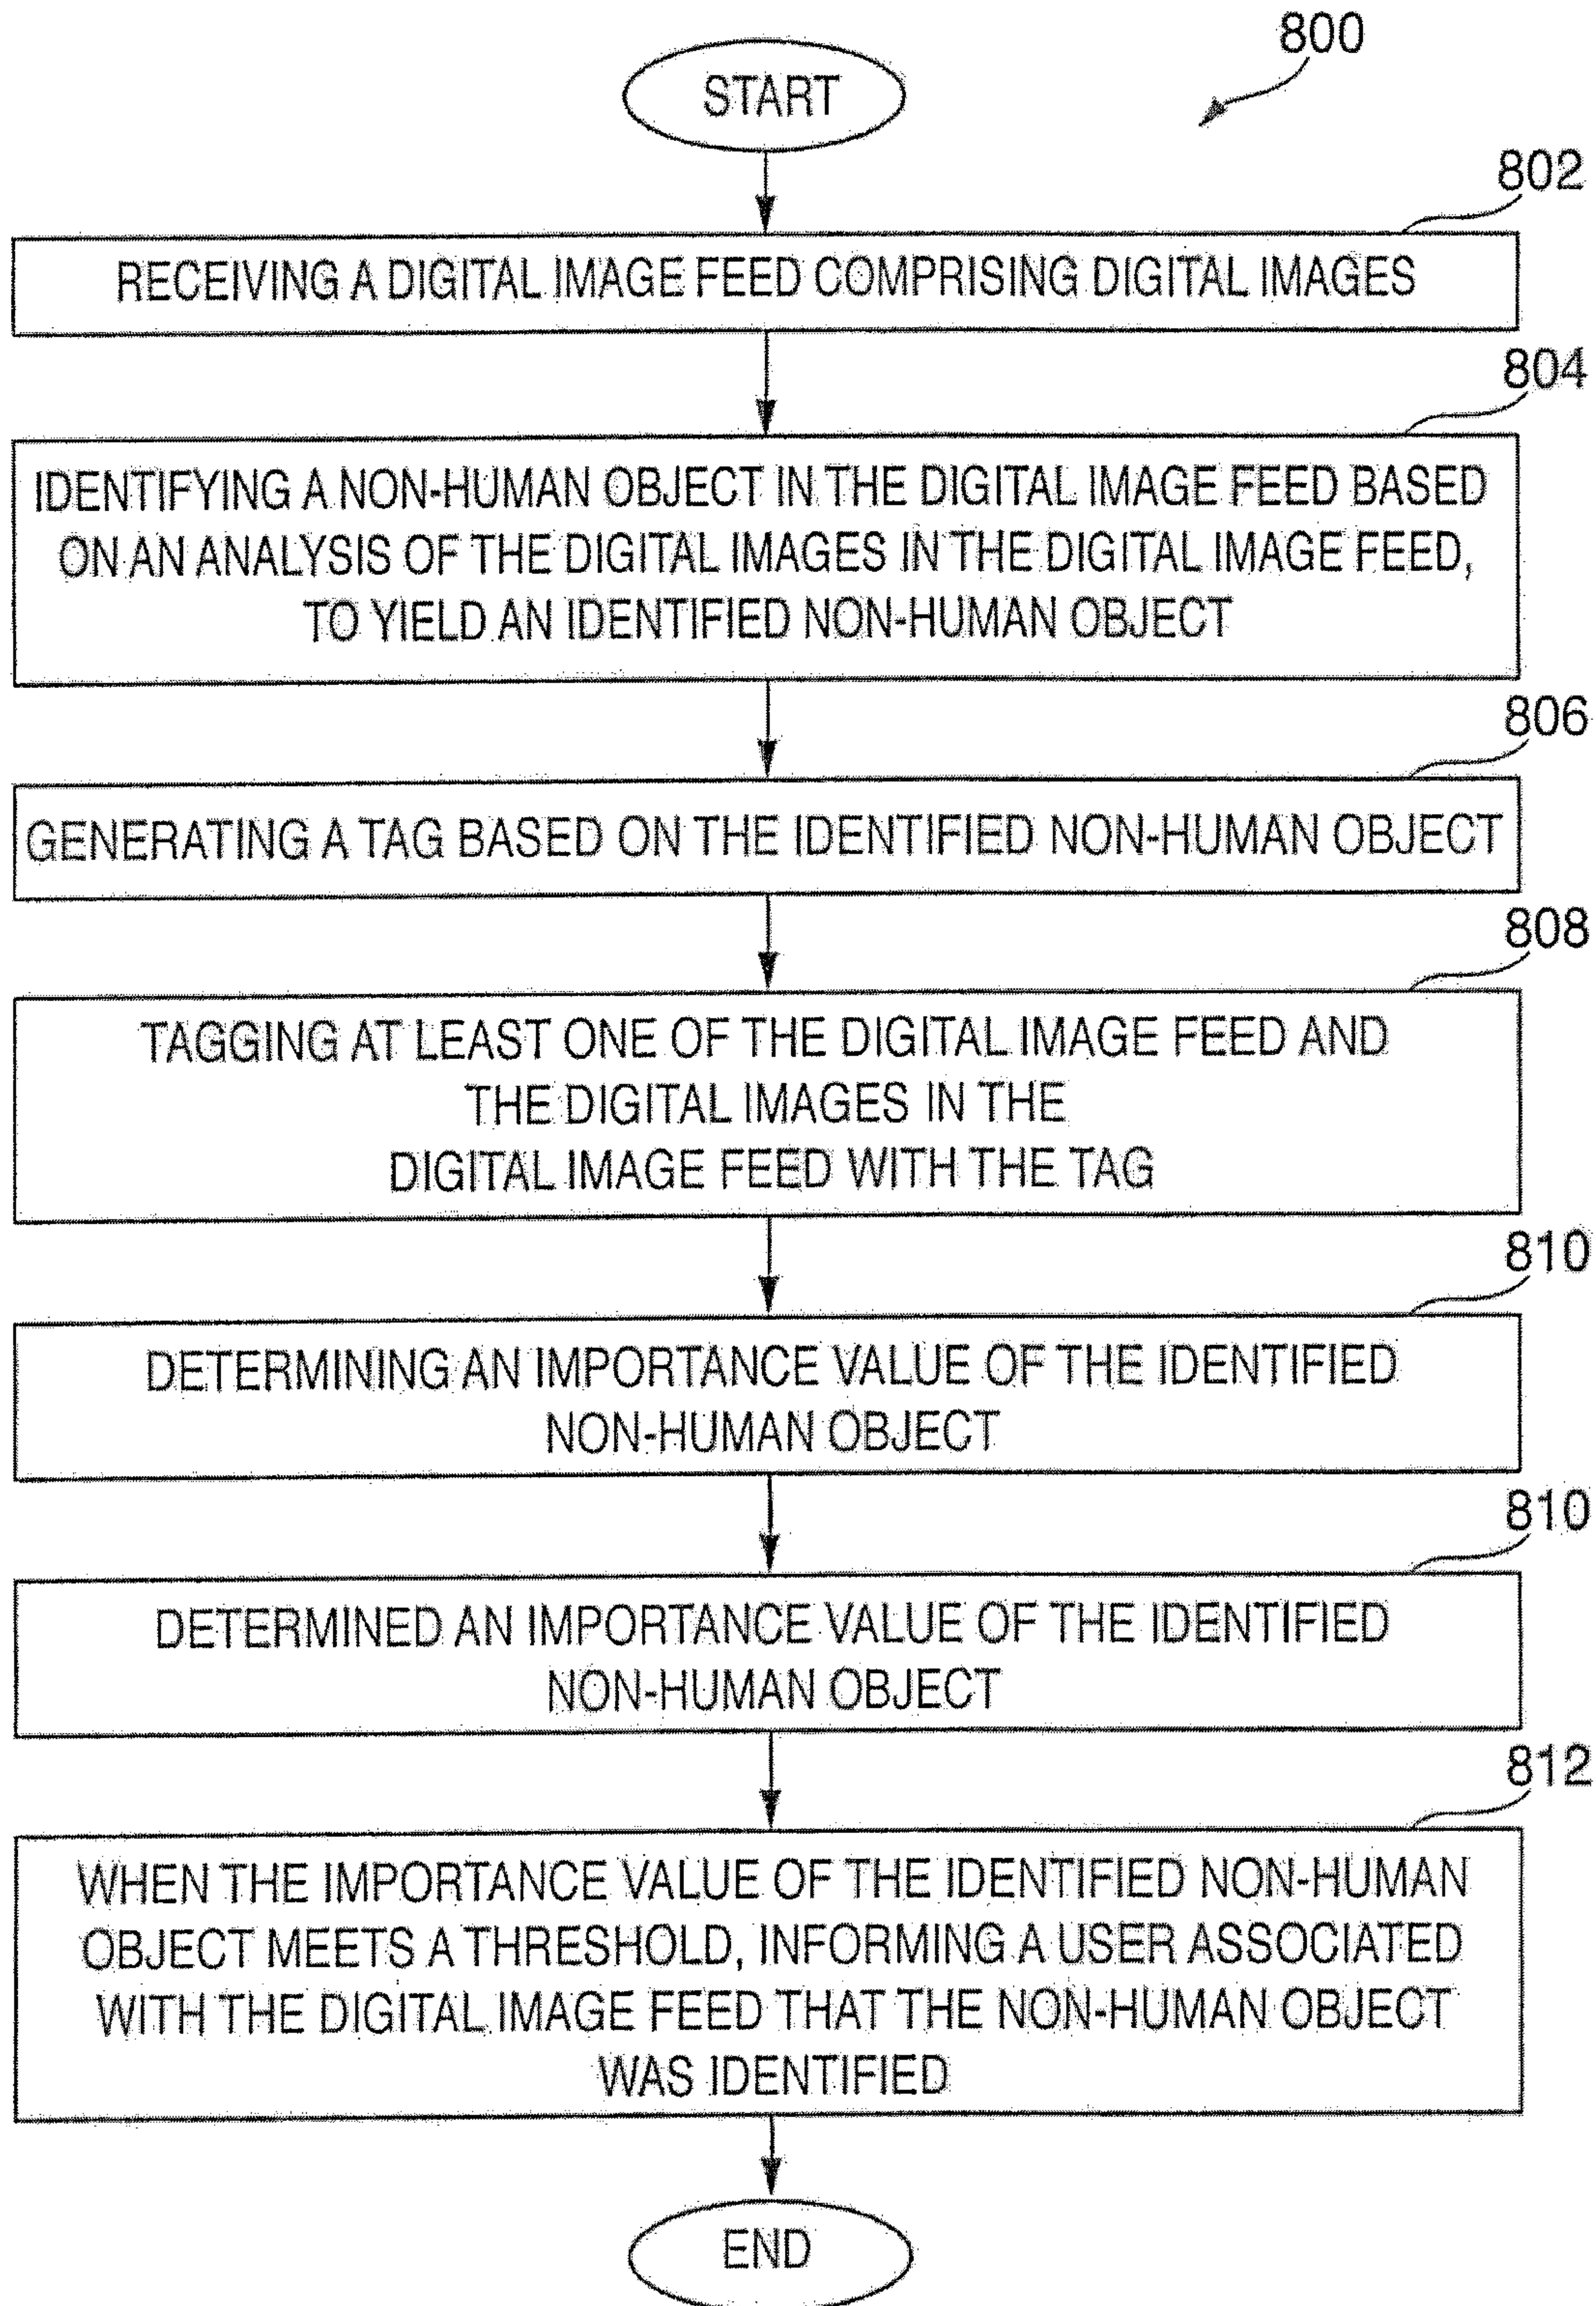 800
START
802
RECEIVING A DIGITAL IMAGE FEED COMPRISING DIGITAL IMAGES
804
IDENTIFYING A NON-HUMAN OBJECT IN THE DIGITAL IMAGE FEED BASED
ON AN ANALYSIS OF THE DIGITAL IMAGES IN THE DIGITAL IMAGE FEED,
TO YIELD AN IDENTIFIED NON-HUMAN OBJECT
806
GENERATING A TAG BASED ON THE IDENTIFIED NON-HUMAN OBJECT
808
TAGGING AT LEAST ONE OF THE DIGITAL IMAGE FEED AND
THE DIGITAL IMAGES IN THE
DIGITAL IMAGE FEED WITH THE TAG
810
DETERMINING AN IMPORTANCE VALUE OF THE IDENTIFIED
NON-HUMAN OBJECT
810
DETERMINED AN IMPORTANCE VALUE OF THE IDENTIFIED
NON-HUMAN OBJECT
812
WHEN THE IMPORTANCE VALUE OF THE IDENTIFIED NON-HUMAN
OBJECT MEETS A THRESHOLD, INFORMING A USER ASSOCIATED
WITH THE DIGITAL IMAGE FEED THAT THE NON-HUMAN OBJECT
WAS IDENTIFIED
END